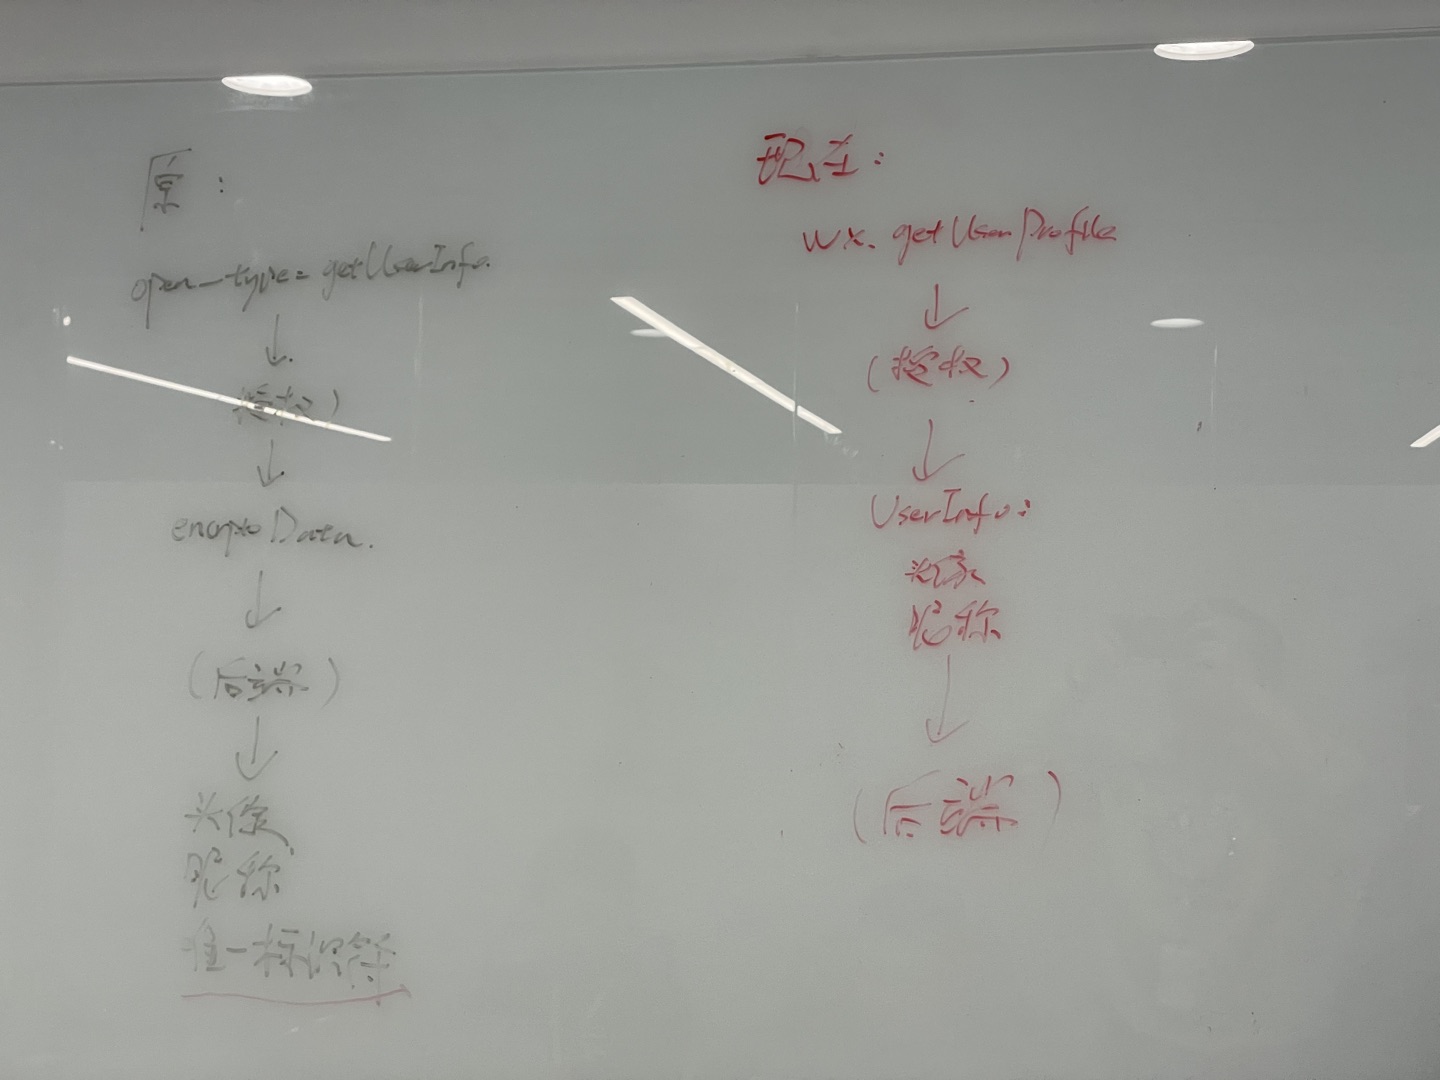 原：
open-type=getUserInfo.
↓
授权）
↓
encryptoData.
↓
（后端）
↓
头像
昵称
唯一标识符
现在：
wx.getUserProfile
↓
（授权）
↓
UserInfo：
头像
昵称
↓
（后端）